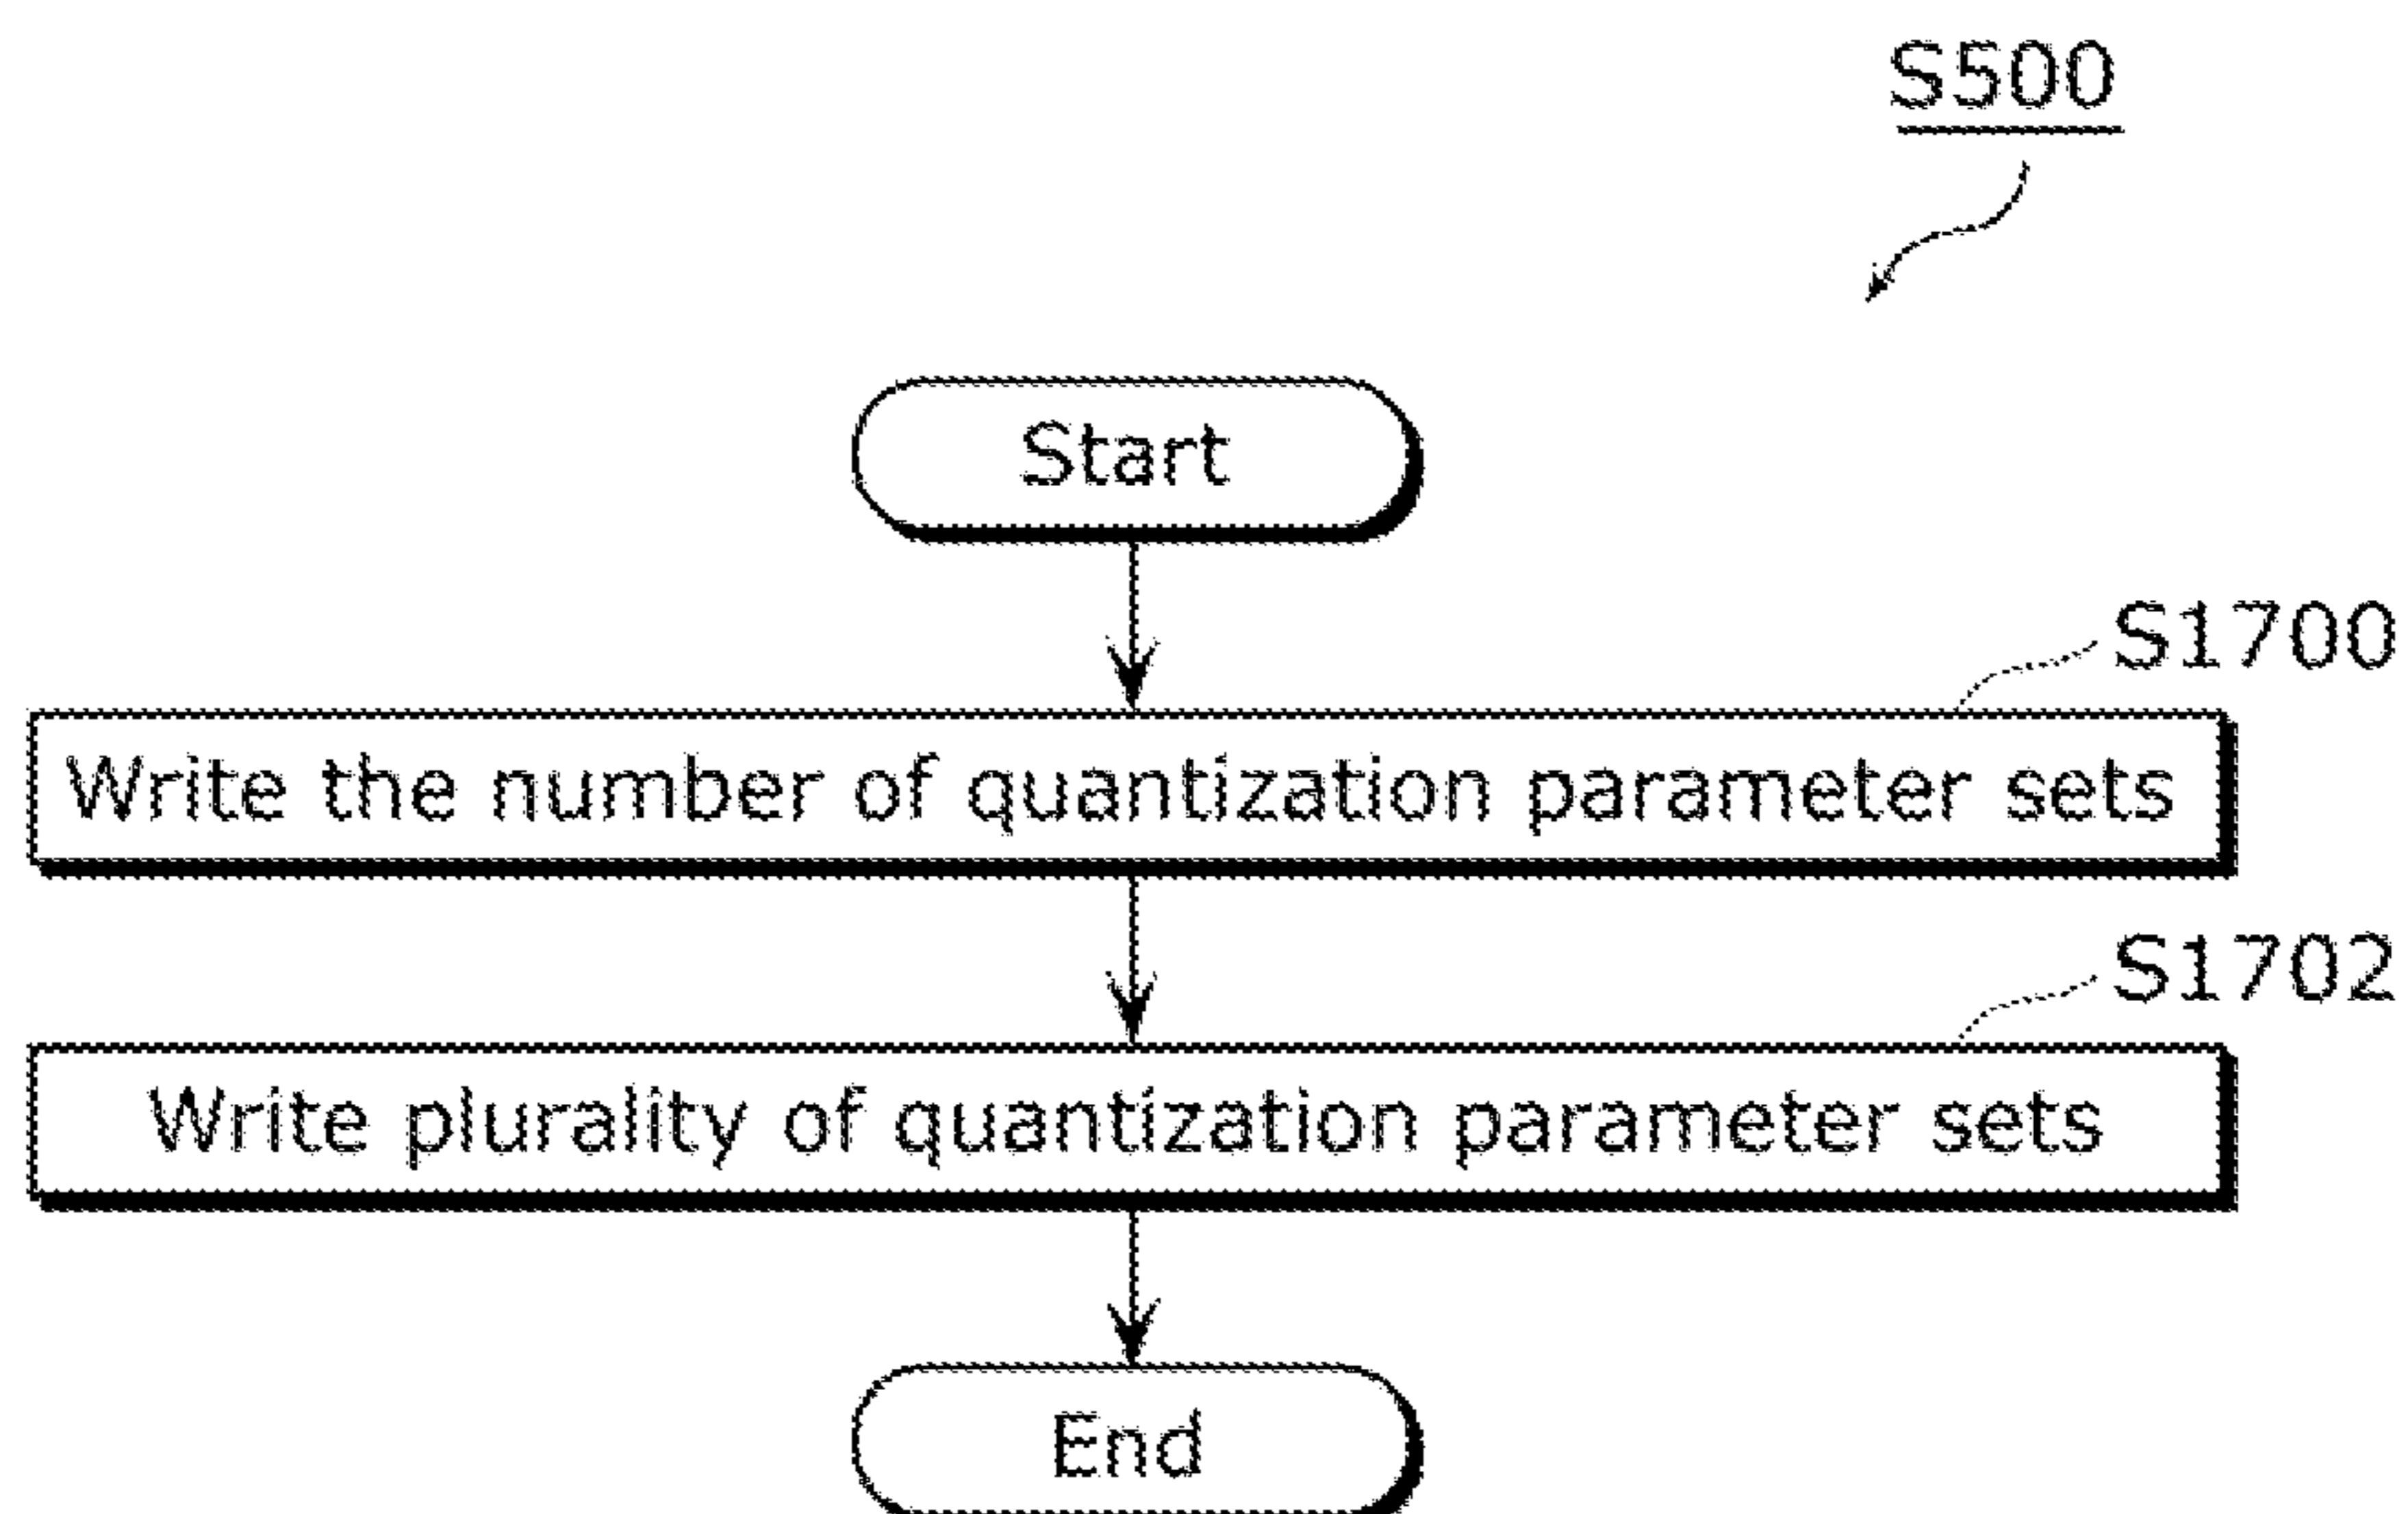 S500
Start
S1700
Write the number of quantization parameter sets
S1702
Write plurality of quantization parameter sets
End